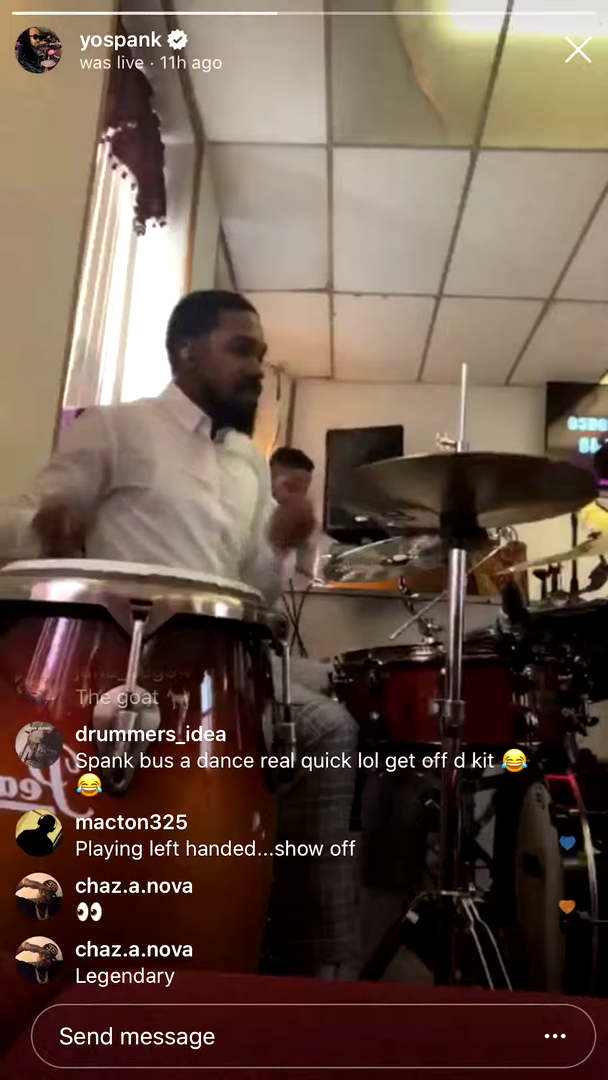 yospank
was live · 11h ago
The goat 🐐
drummers_idea
Spank bus a dance real quick lol get off d kit 😂
😂
macton325
Playing left handed...show off
chaz.a.nova
👀
chaz.a.nova
Legendary
Send message